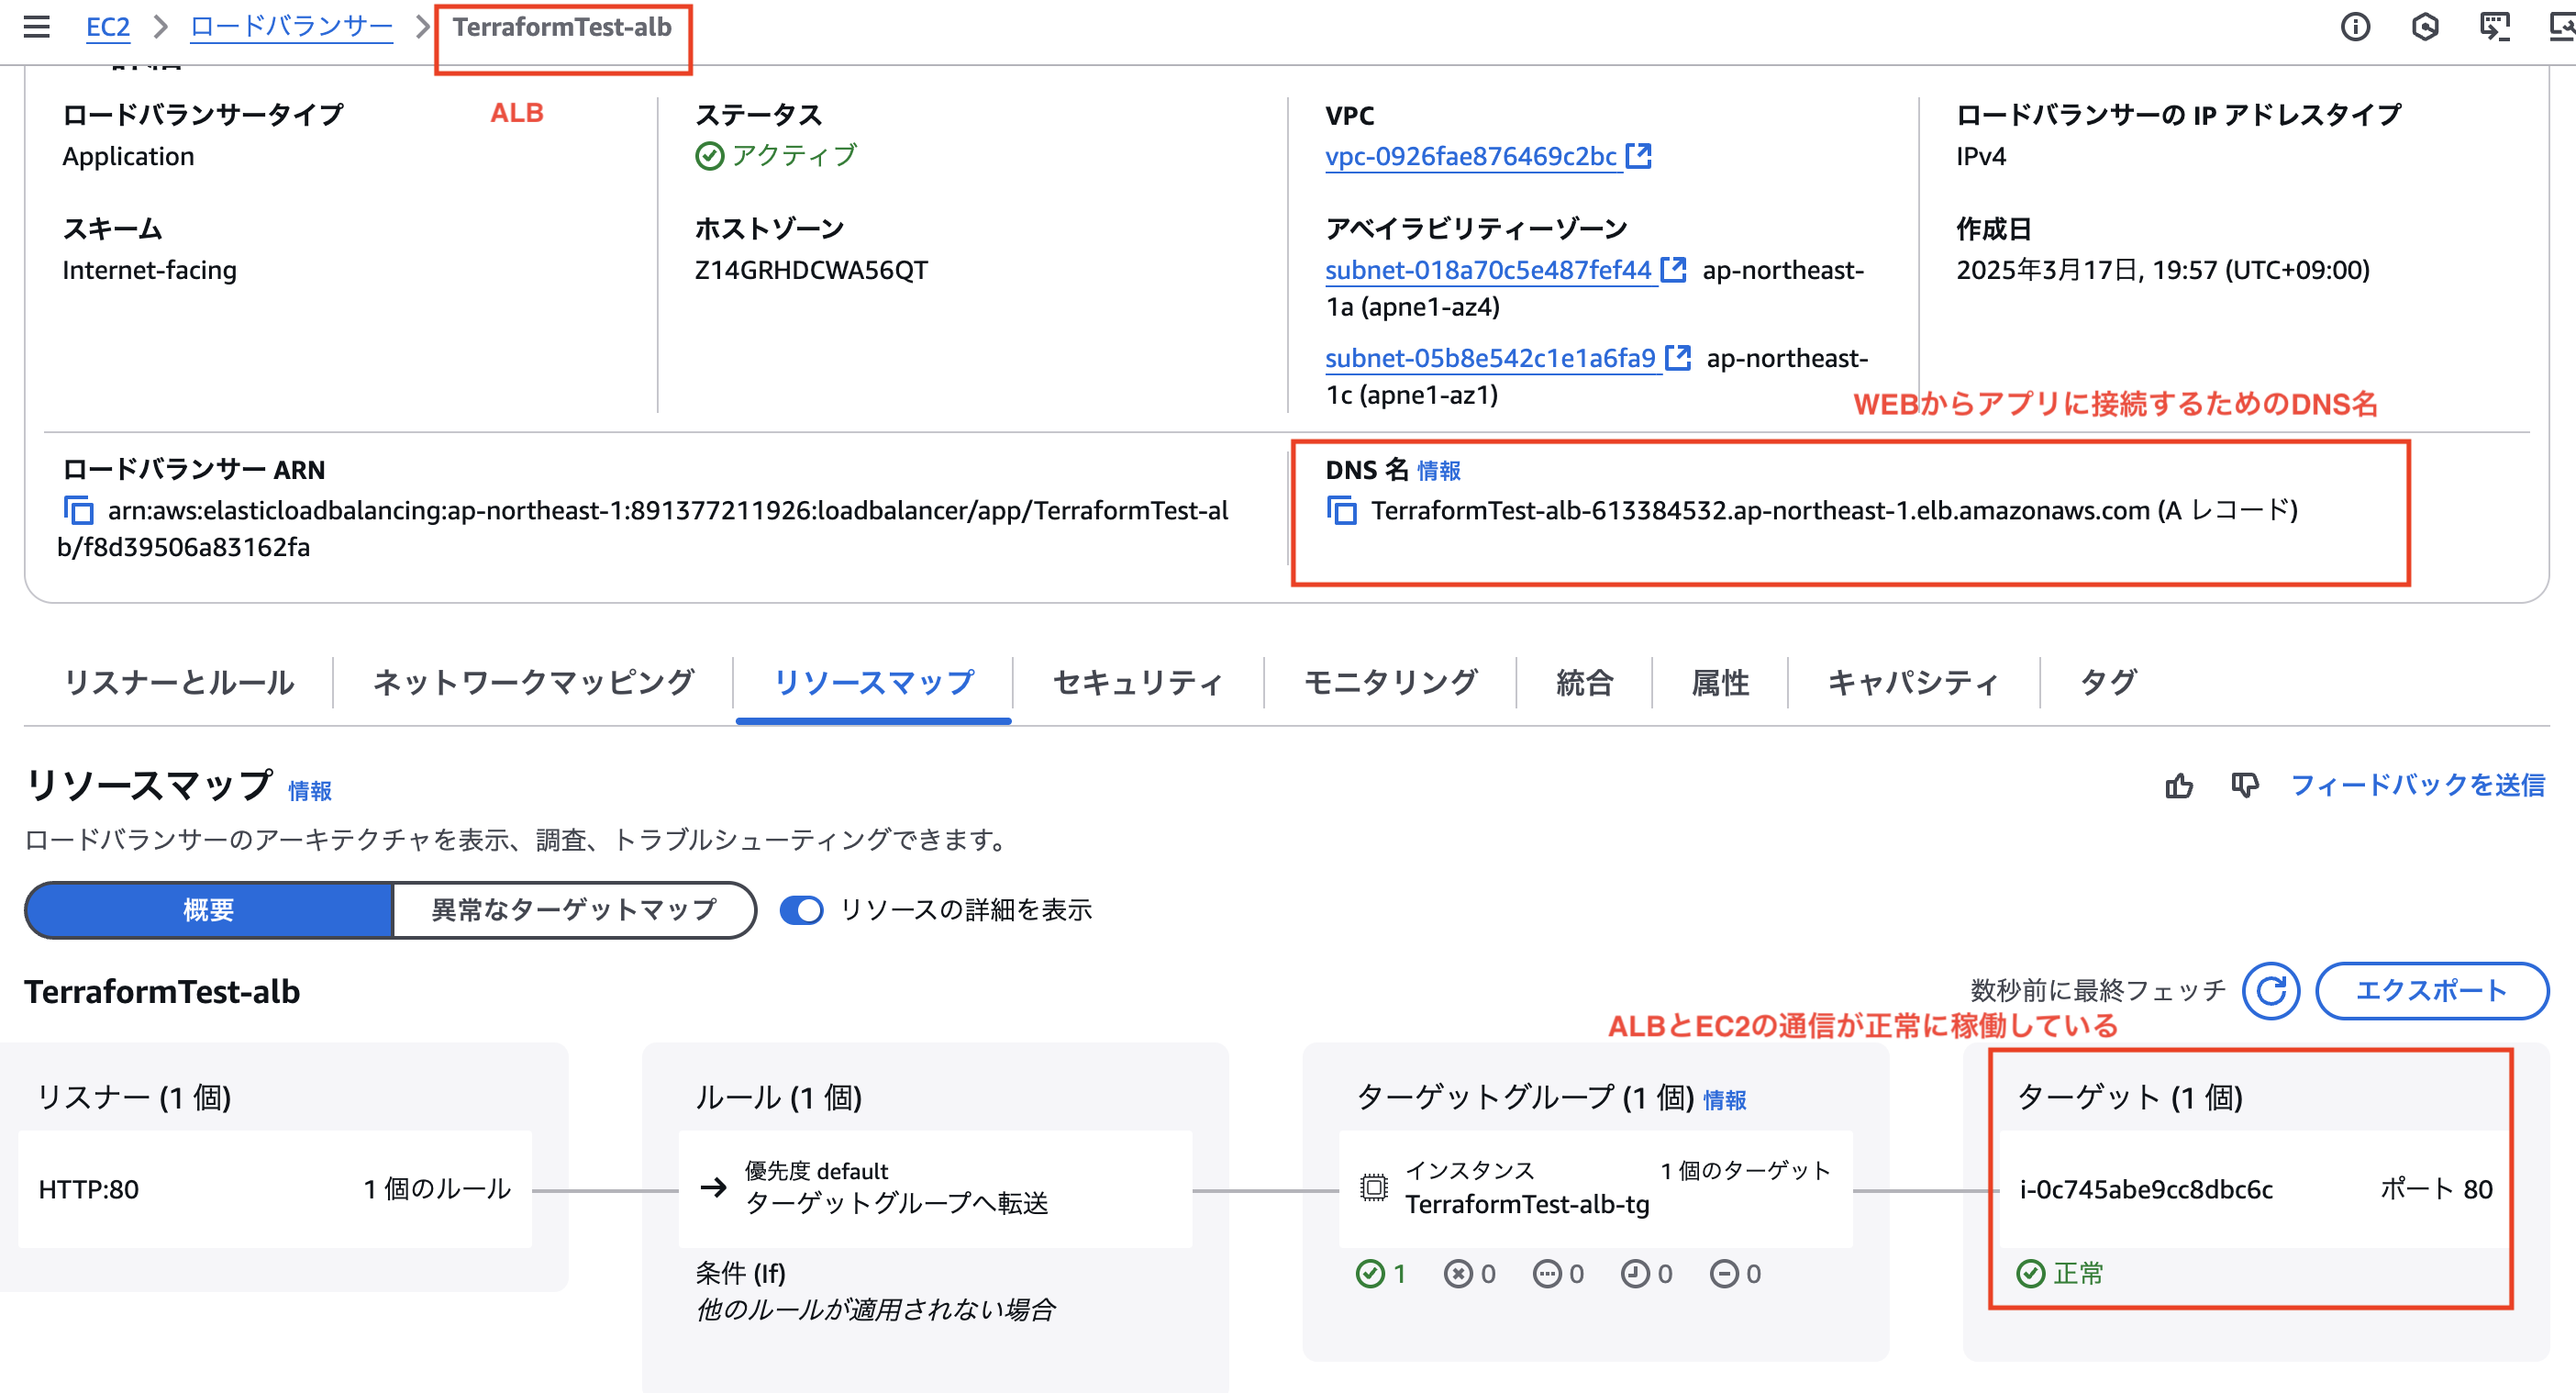 EC2 ロードバランサー TerraformTest-alb
ロードバランサータイプ
Application
ALB
ステータス
アクティブ
VPC
vpc-0926fae876469c2bc
ロードバランサーの IP アドレスタイプ
IPv4
スキーム
Internet-facing
ホストゾーン
Z14GRHDCWA56QT
アベイラビリティーゾーン
subnet-018a70c5e487fef44 ap-northeast-
1a (apne1-az4)
subnet-05b8e542c1e1a6fa9 ap-northeast-
1c (apne1-az1)
作成日
2025年3月17日, 19:57 (UTC+09:00)
WEBからアプリに接続するためのDNS名
ロードバランサー ARN
arn:aws:elasticloadbalancing:ap-northeast-1:891377211926:loadbalancer/app/TerraformTest-al
b/f8d39506a83162fa
DNS 名 情報
TerraformTest-alb-613384532.ap-northeast-1.elb.amazonaws.com (A レコード)
リスナーとルール ネットワークマッピング リソースマップ セキュリティ モニタリング 統合 属性 キャパシティ タグ
リソースマップ 情報
フィードバックを送信
ロードバランサーのアーキテクチャを表示、調査、トラブルシューティングできます。
概要 異常なターゲットマップ リソースの詳細を表示
TerraformTest-alb
数秒前に最終フェッチ エクスポート
ALBとEC2の通信が正常に稼働している
リスナー (1 個)
HTTP:80 1 個のルール
ルール (1 個)
優先度 default
ターゲットグループへ転送
条件 (If)
他のルールが適用されない場合
ターゲットグループ (1 個) 情報
インスタンス 1 個のターゲット
TerraformTest-alb-tg
1 0 0 0 0
ターゲット (1 個)
i-0c745abe9cc8dbc6c ポート 80
正常